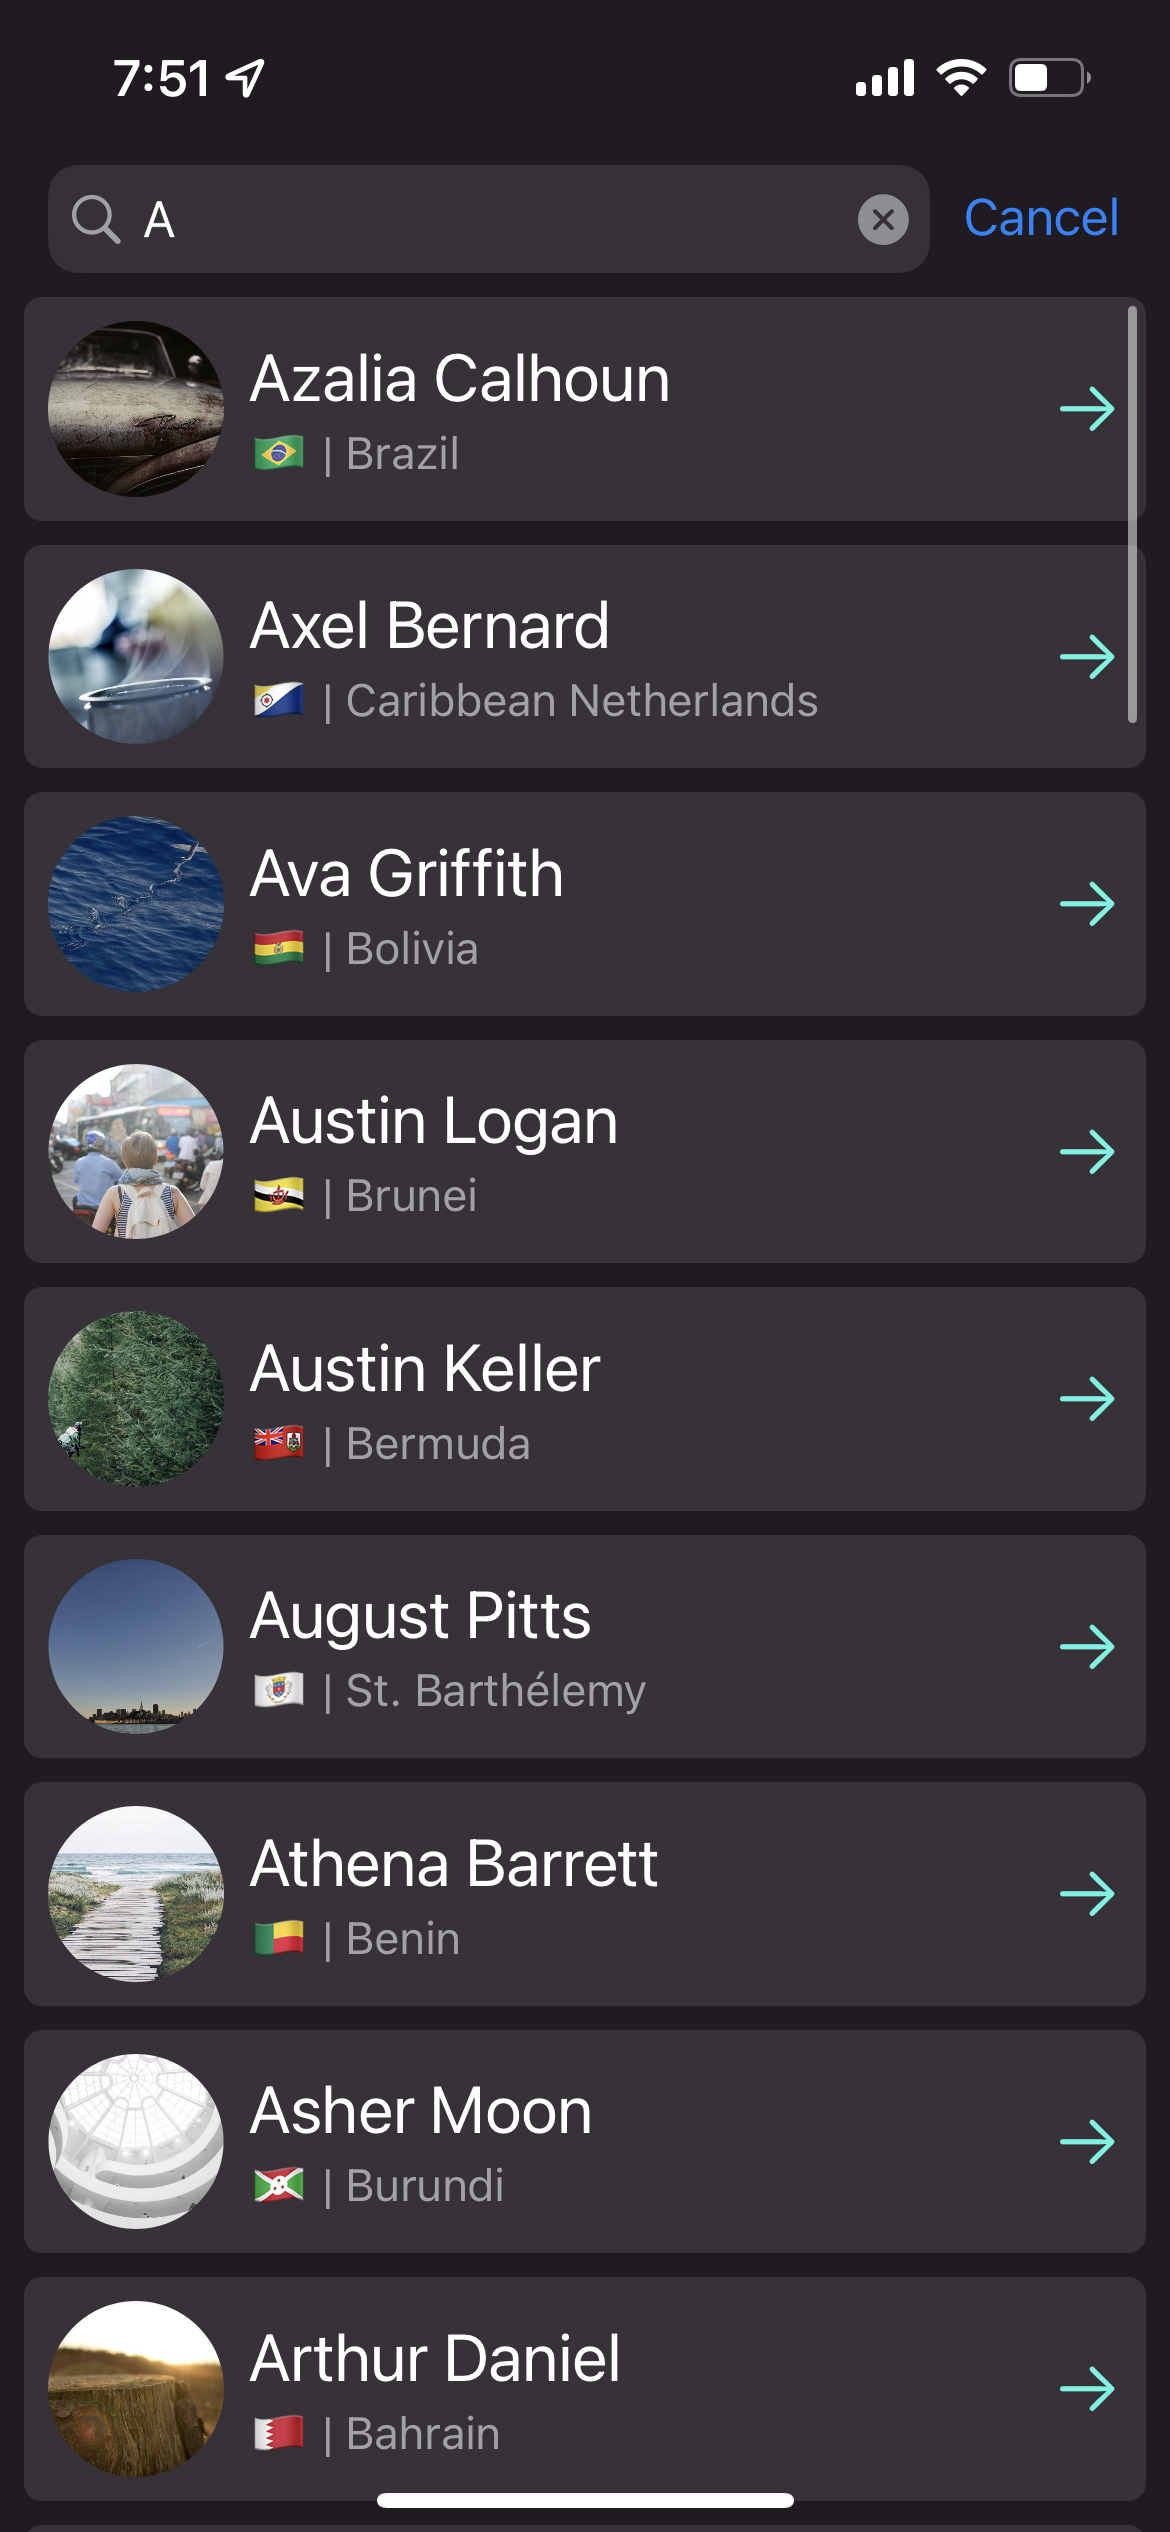 7:51
A
Cancel
Azalia Calhoun
🇧🇷 | Brazil
Axel Bernard
🇧🇶 | Caribbean Netherlands
Ava Griffith
🇧🇴 | Bolivia
Austin Logan
🇧🇳 | Brunei
Austin Keller
🇧🇲 | Bermuda
August Pitts
🇧🇱 | St. Barthélemy
Athena Barrett
🇧🇯 | Benin
Asher Moon
🇧🇮 | Burundi
Arthur Daniel
🇧🇭 | Bahrain